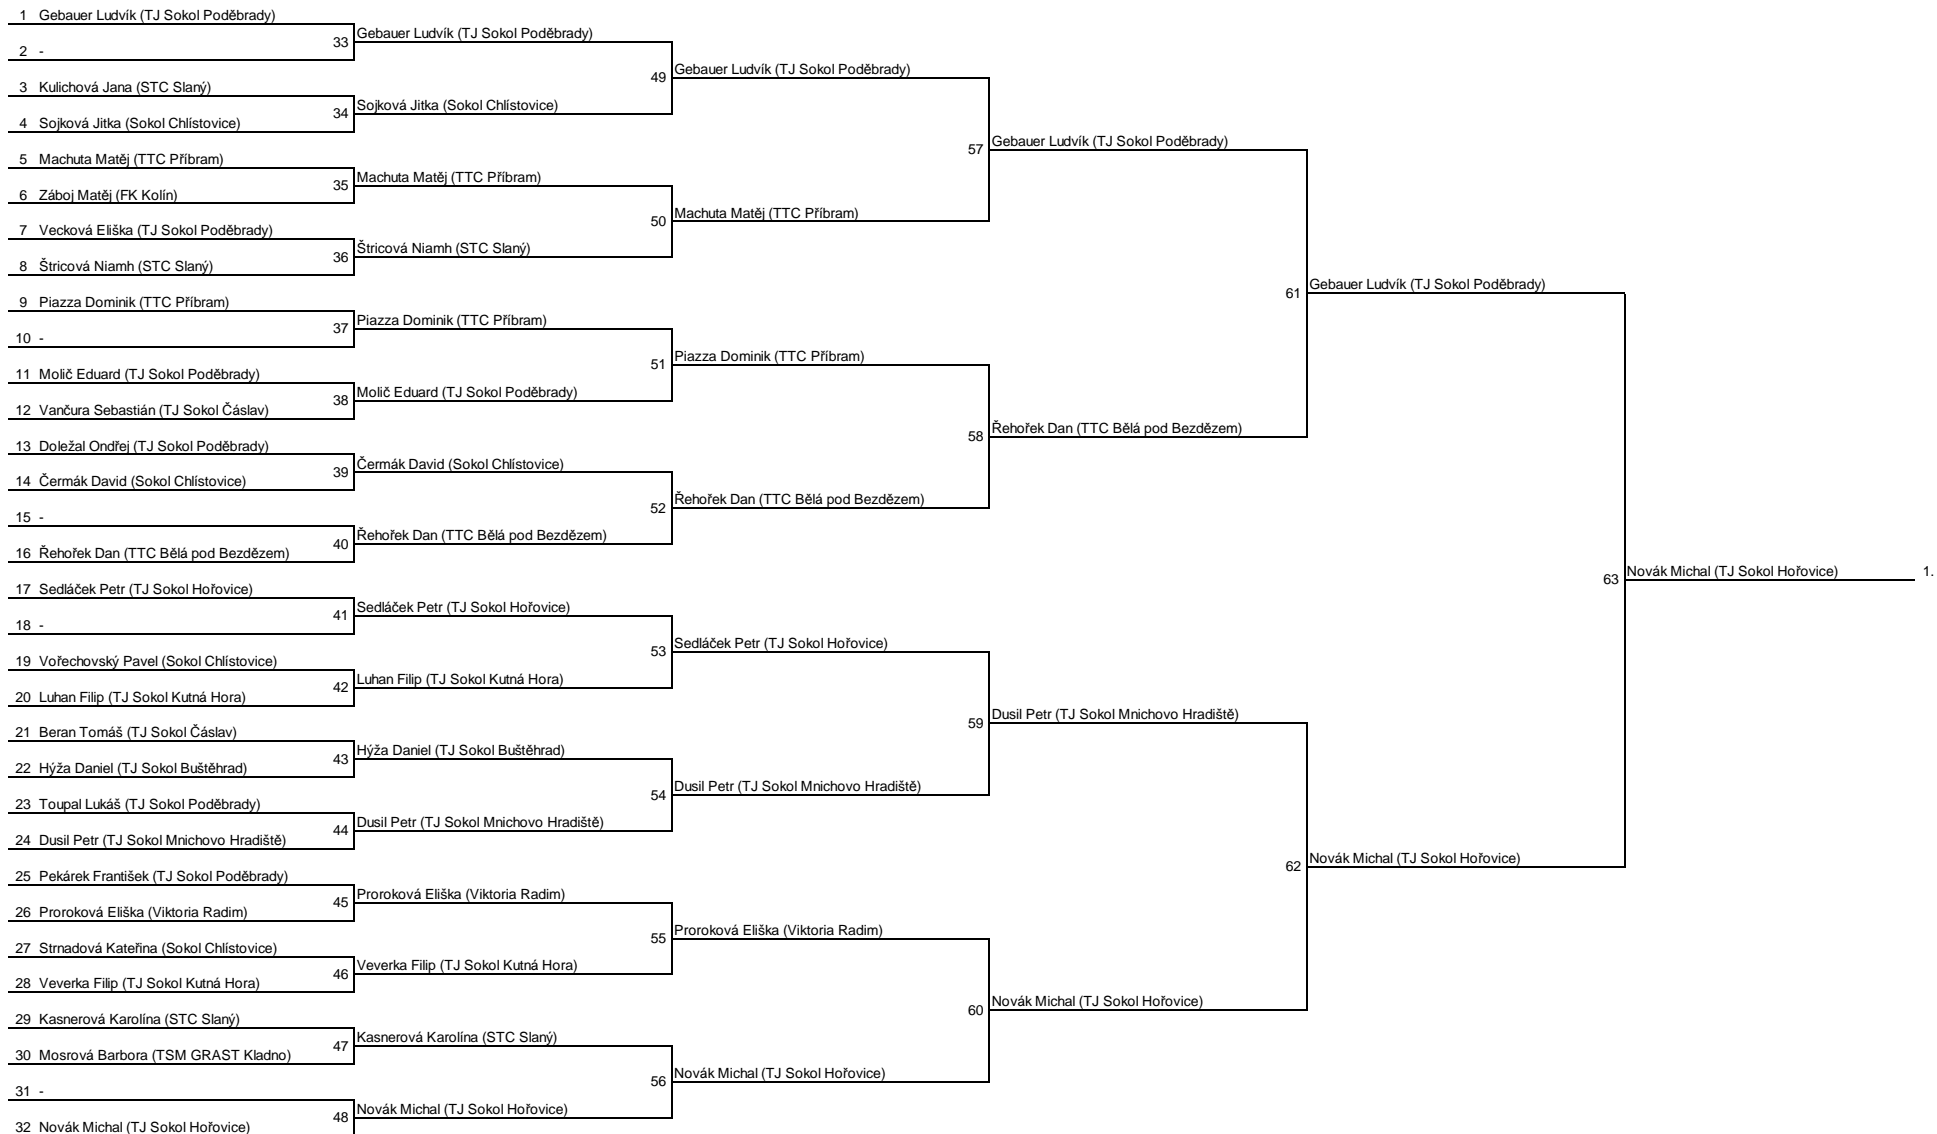 1 Gebauer Ludvík (TJ Sokol Poděbrady)
2 -
3 Kulichová Jana (STC Slaný)
4 Sojková Jitka (Sokol Chlístovice)
5 Machuta Matěj (TTC Příbram)
6 Záboj Matěj (FK Kolín)
7 Vecková Eliška (TJ Sokol Poděbrady)
8 Štricová Niamh (STC Slaný)
9 Piazza Dominik (TTC Příbram)
10 -
11 Molič Eduard (TJ Sokol Poděbrady)
12 Vančura Sebastián (TJ Sokol Čáslav)
13 Doležal Ondřej (TJ Sokol Poděbrady)
14 Čermák David (Sokol Chlístovice)
15 -
16 Řehořek Dan (TTC Bělá pod Bezdězem)
17 Sedláček Petr (TJ Sokol Hořovice)
18 -
19 Vořechovský Pavel (Sokol Chlístovice)
20 Luhan Filip (TJ Sokol Kutná Hora)
21 Beran Tomáš (TJ Sokol Čáslav)
22 Hýža Daniel (TJ Sokol Buštěhrad)
23 Toupal Lukáš (TJ Sokol Poděbrady)
24 Dusil Petr (TJ Sokol Mnichovo Hradiště)
25 Pekárek František (TJ Sokol Poděbrady)
26 Proroková Eliška (Viktoria Radim)
27 Strnadová Kateřina (Sokol Chlístovice)
28 Veverka Filip (TJ Sokol Kutná Hora)
29 Kasnerová Karolína (STC Slaný)
30 Mosrová Barbora (TSM GRAST Kladno)
31 -
32 Novák Michal (TJ Sokol Hořovice)
33 Gebauer Ludvík (TJ Sokol Poděbrady)
34 Sojková Jitka (Sokol Chlístovice)
35 Machuta Matěj (TTC Příbram)
36 Štricová Niamh (STC Slaný)
37 Piazza Dominik (TTC Příbram)
38 Molič Eduard (TJ Sokol Poděbrady)
39 Čermák David (Sokol Chlístovice)
40 Řehořek Dan (TTC Bělá pod Bezdězem)
41 Sedláček Petr (TJ Sokol Hořovice)
42 Luhan Filip (TJ Sokol Kutná Hora)
43 Hýža Daniel (TJ Sokol Buštěhrad)
44 Dusil Petr (TJ Sokol Mnichovo Hradiště)
45 Proroková Eliška (Viktoria Radim)
46 Veverka Filip (TJ Sokol Kutná Hora)
47 Kasnerová Karolína (STC Slaný)
48 Novák Michal (TJ Sokol Hořovice)
49 Gebauer Ludvík (TJ Sokol Poděbrady)
50 Machuta Matěj (TTC Příbram)
51 Piazza Dominik (TTC Příbram)
52 Řehořek Dan (TTC Bělá pod Bezdězem)
53 Sedláček Petr (TJ Sokol Hořovice)
54 Dusil Petr (TJ Sokol Mnichovo Hradiště)
55 Proroková Eliška (Viktoria Radim)
56 Novák Michal (TJ Sokol Hořovice)
57 Gebauer Ludvík (TJ Sokol Poděbrady)
58 Řehořek Dan (TTC Bělá pod Bezdězem)
59 Dusil Petr (TJ Sokol Mnichovo Hradiště)
60 Novák Michal (TJ Sokol Hořovice)
61 Gebauer Ludvík (TJ Sokol Poděbrady)
62 Novák Michal (TJ Sokol Hořovice)
63 Novák Michal (TJ Sokol Hořovice) 1.